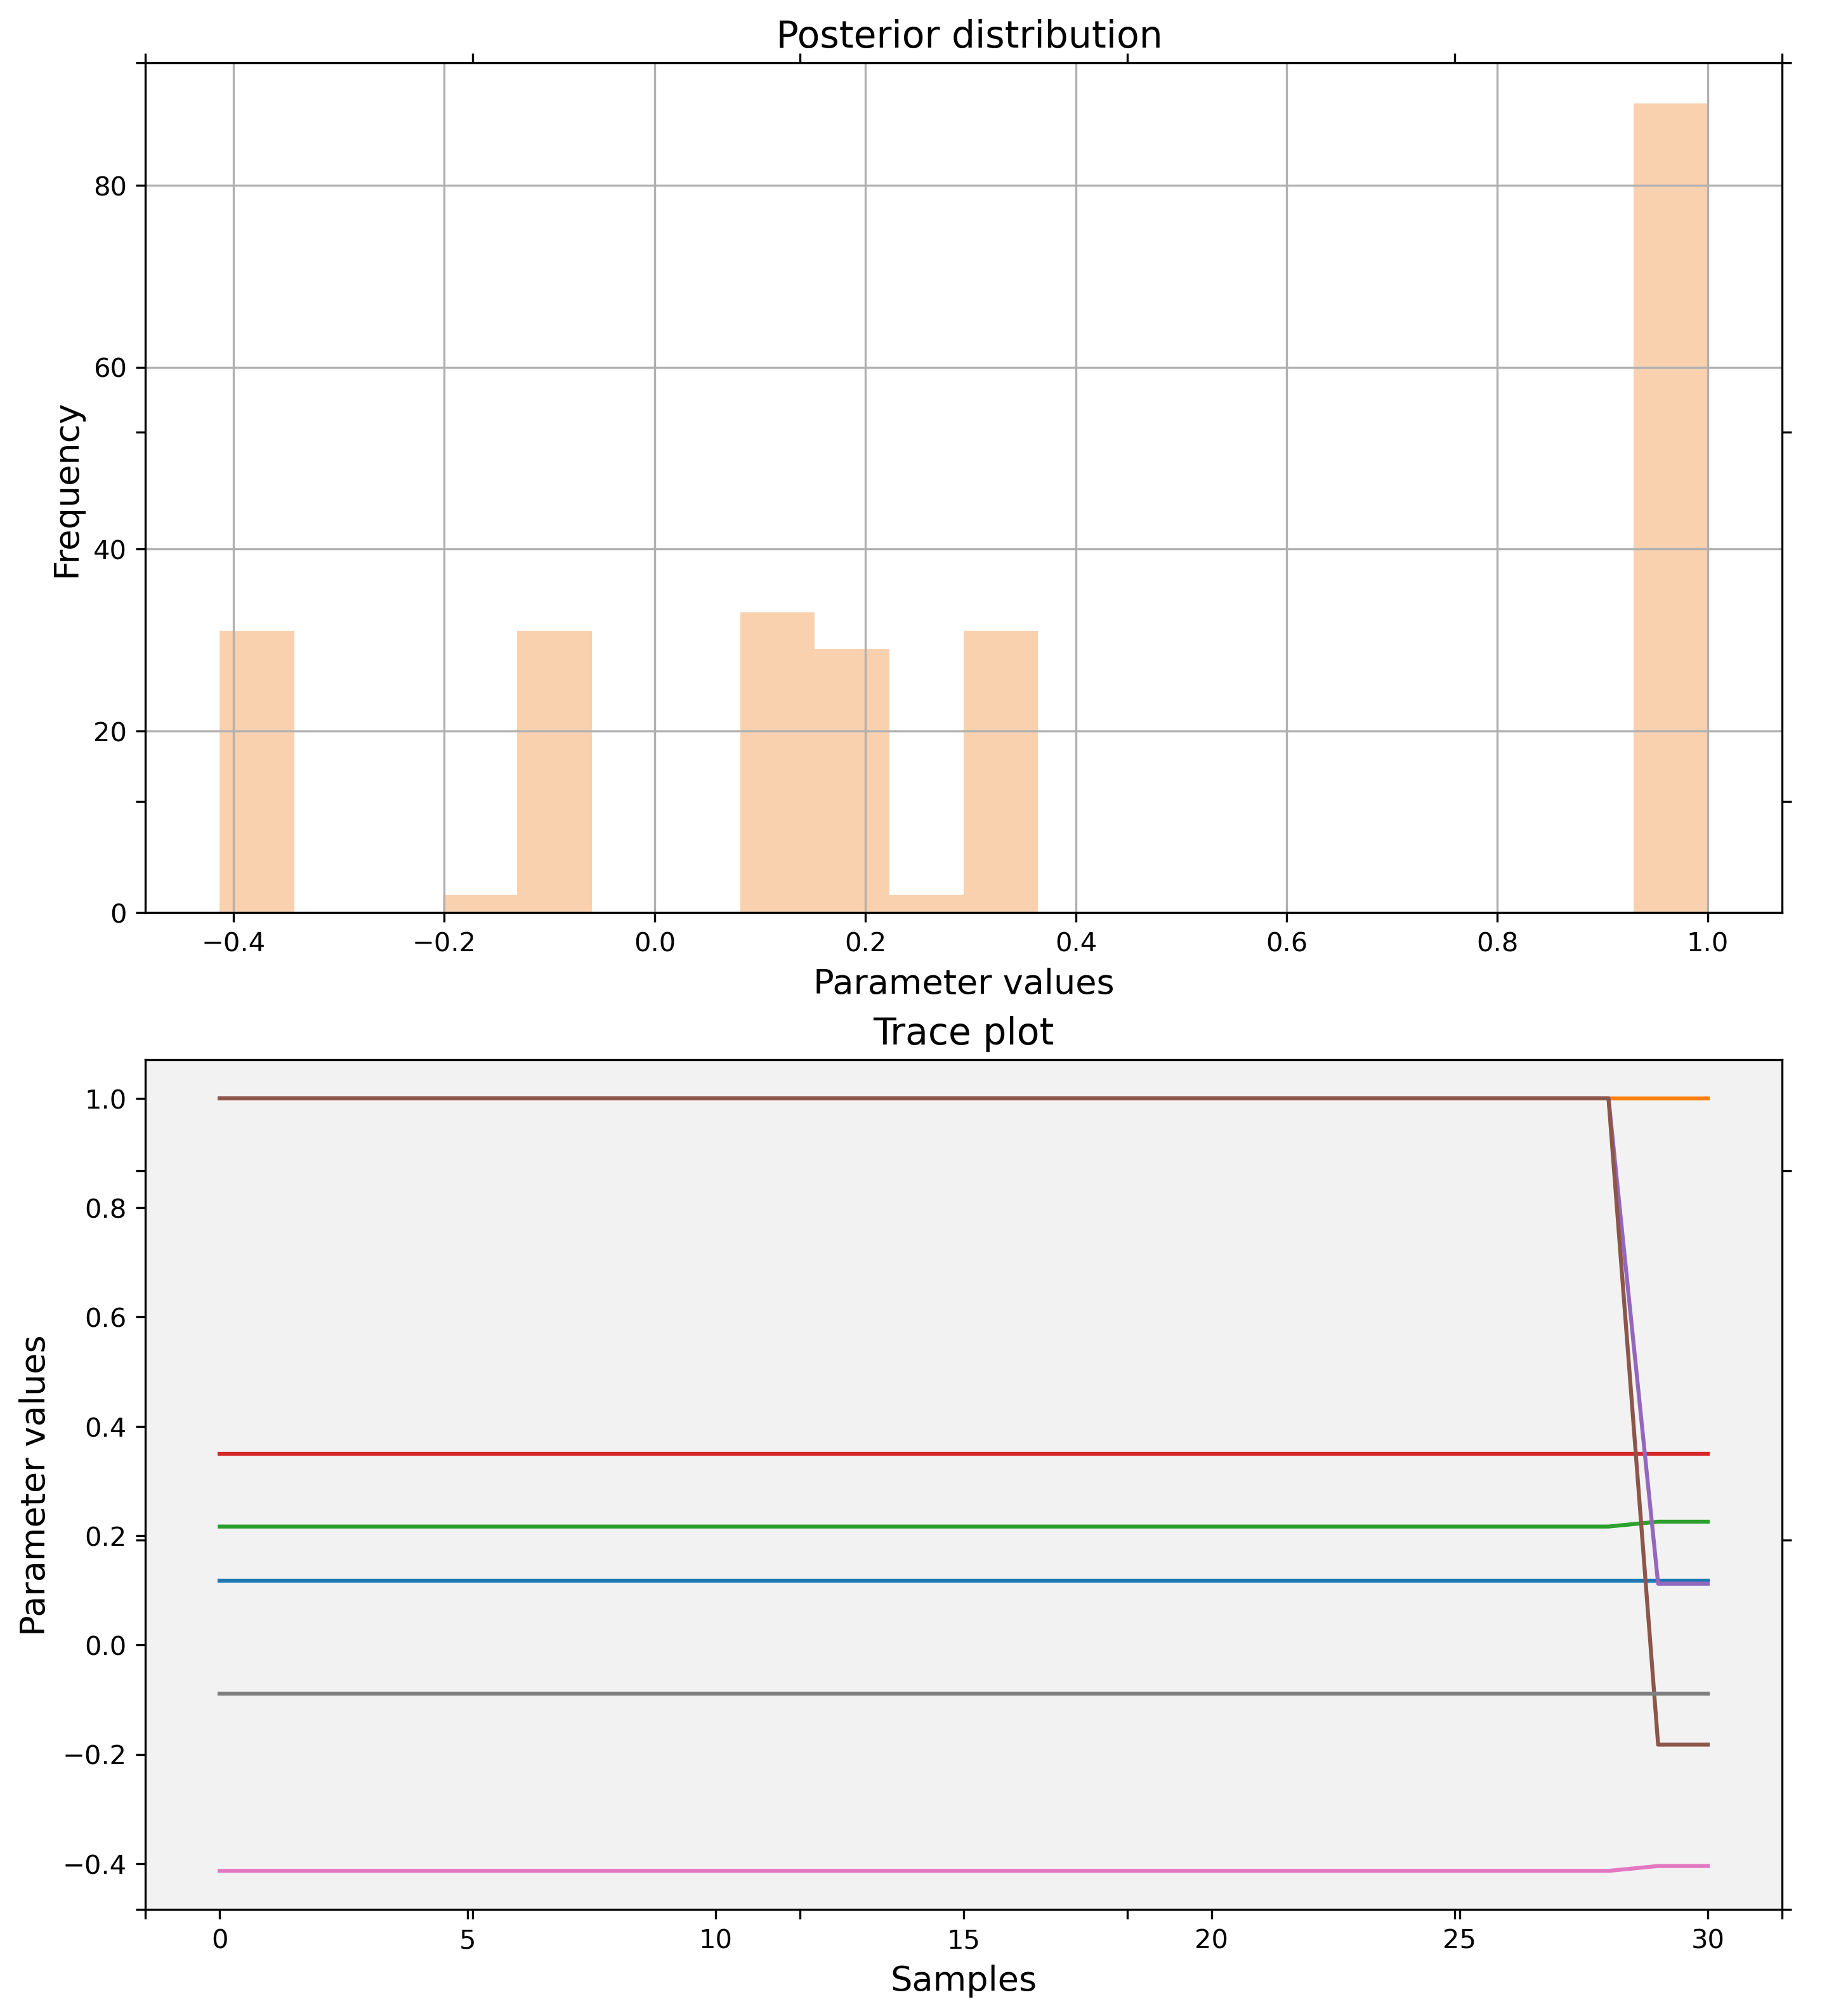 Posterior distribution
Frequency
80
60
40
20
0
−0.4 −0.2 0.0 0.2 0.4 0.6 0.8 1.0
Parameter values
Trace plot
Parameter values
1.0
0.8
0.6
0.4
0.2
0.0
−0.2
−0.4
0 5 10 15 20 25 30
Samples